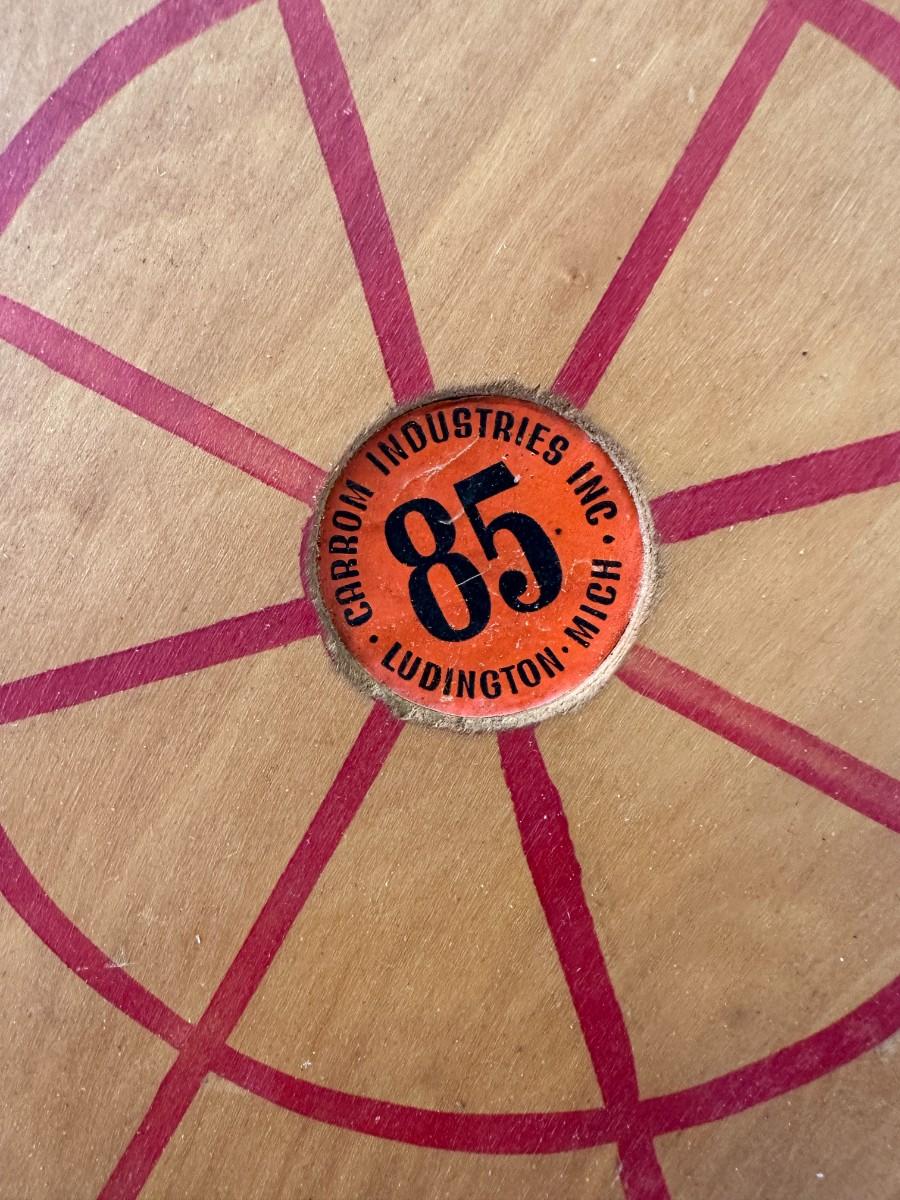 CARROM INDUSTRIES INC ·
85
· LUDINGTON · MICH